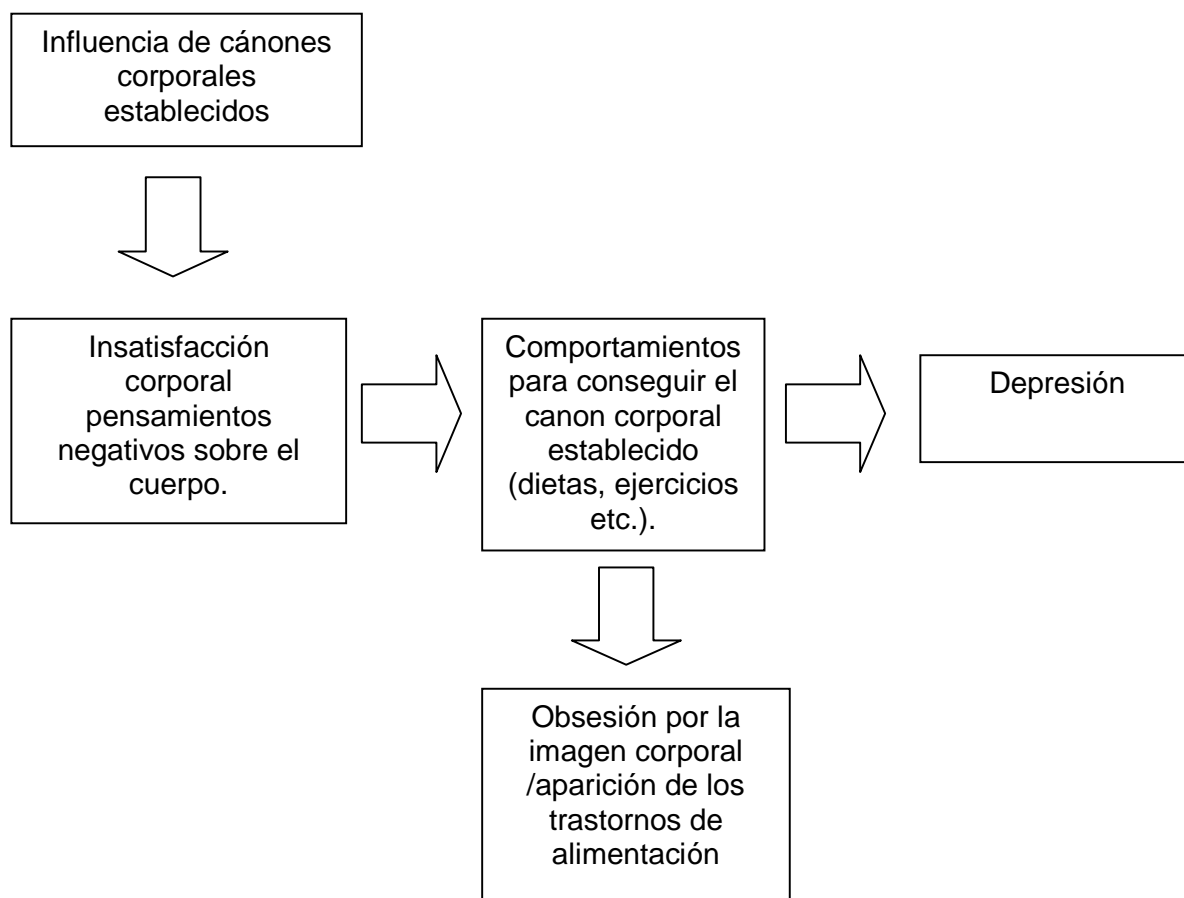 Influencia de cánones
corporales
establecidos
Insatisfacción
corporal
pensamientos
negativos sobre el
cuerpo.
Comportamientos
para conseguir el
canon corporal
establecido
(dietas, ejercicios
etc.).
Depresión
Obsesión por la
imagen corporal
/aparición de los
trastornos de
alimentación